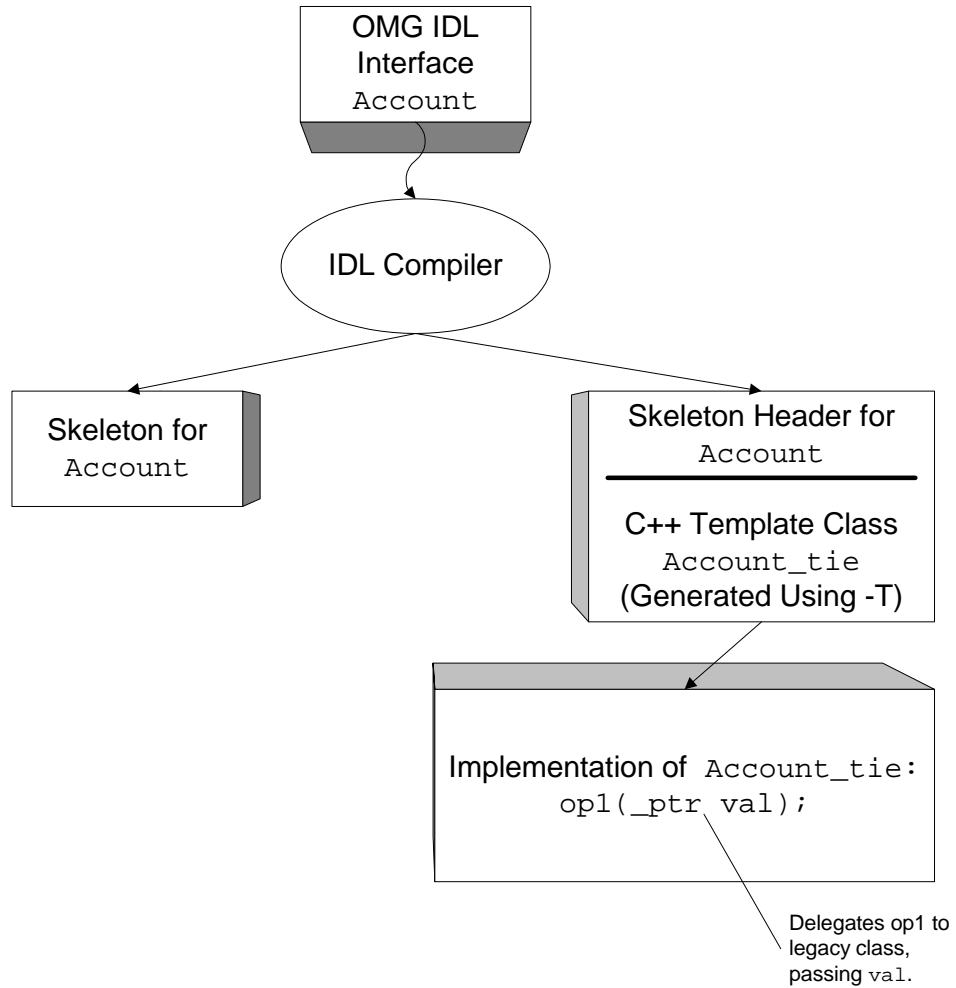 OMG IDL
Interface
Account
IDL Compiler
Skeleton for
Account
Skeleton Header for
Account
C++ Template Class
Account_tie
(Generated Using -T)
Implementation of Account_tie:
op1(_ptr val);
Delegates op1 to
legacy class,
passing val.